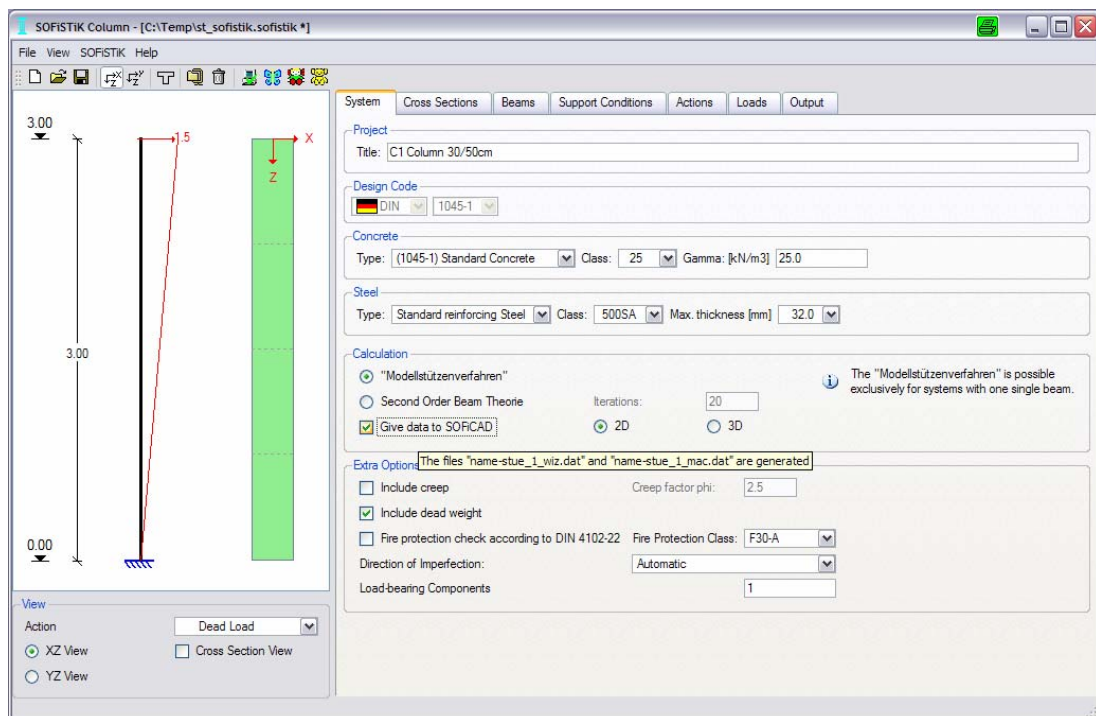 SOFiSTiK Column - [C:\Temp\st_sofistik.sofistik *]
File View SOFiSTiK Help
System Cross Sections Beams Support Conditions Actions Loads Output
3.00
1.5
X
Z
3.00
0.00
Project
Title: C1 Column 30/50cm
Design Code
DIN 1045-1
Concrete
Type: (1045-1) Standard Concrete Class: 25 Gamma: [kN/m3] 25.0
Steel
Type: Standard reinforcing Steel Class: 500SA Max. thickness [mm] 32.0
Calculation
"Modellstützenverfahren"
The "Modellstützenverfahren" is possible
exclusively for systems with one single beam.
Second Order Beam Theorie Iterations: 20
Give data to SOFiCAD 2D 3D
The files "name-stue_1_wiz.dat" and "name-stue_1_mac.dat" are generated
Extra Options
Include creep Creep factor phi: 2.5
Include dead weight
Fire protection check according to DIN 4102-22 Fire Protection Class: F30-A
Direction of Imperfection: Automatic
Load-bearing Components 1
View
Action Dead Load
XZ View Cross Section View
YZ View